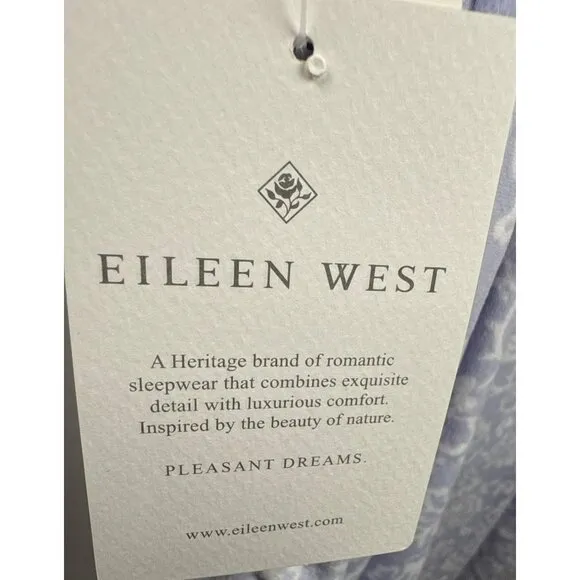 EILEEN WEST
A Heritage brand of romantic
sleepwear that combines exquisite
detail with luxurious comfort.
Inspired by the beauty of nature.
PLEASANT DREAMS.
www.eileenwest.com